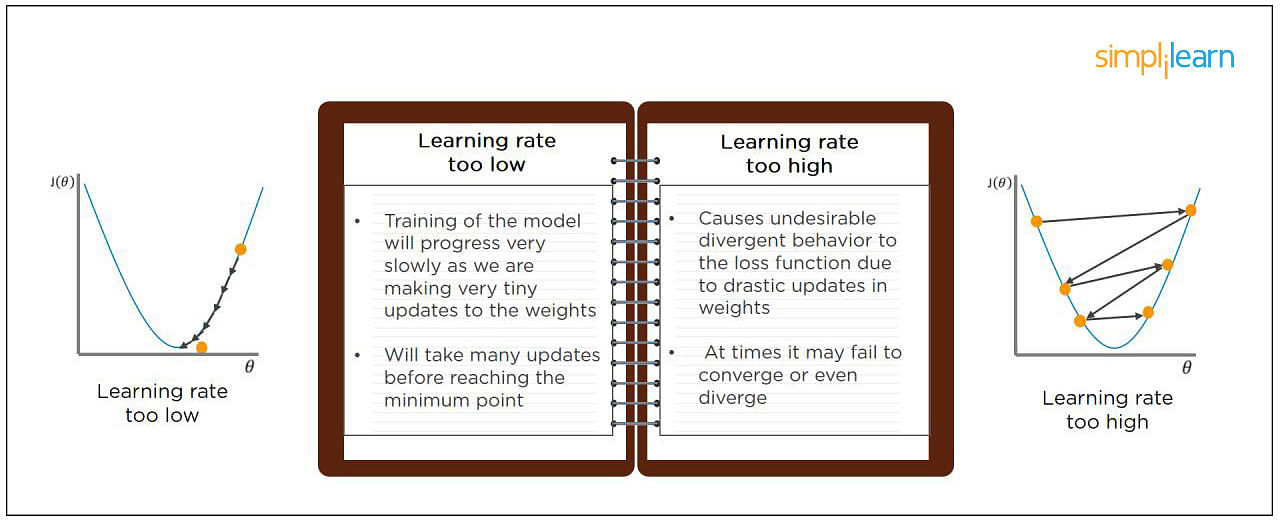 simplilearn
Learning rate
too low
• Training of the model
will progress very
slowly as we are
making very tiny
updates to the weights
• Will take many updates
before reaching the
minimum point
Learning rate
too high
• Causes undesirable
divergent behavior to
the loss function due
to drastic updates in
weights
• At times it may fail to
converge or even
diverge
J(θ)
θ
Learning rate
too low
J(θ)
θ
Learning rate
too high